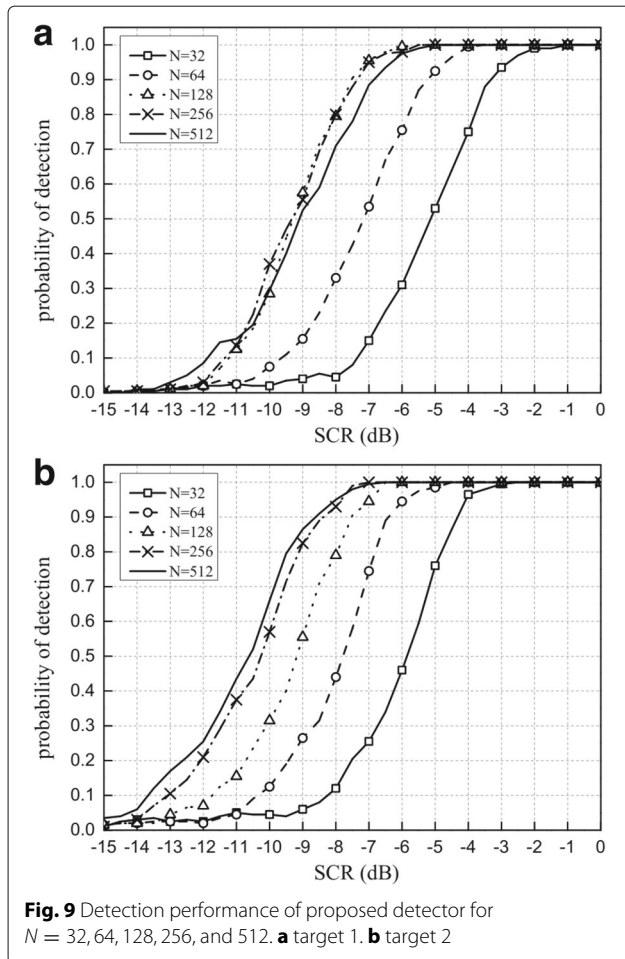 a
1.0
0.9
0.8
0.7
0.6
0.5
0.4
0.3
0.2
0.1
0.0
probability of detection
N=32
N=64
N=128
N=256
N=512
-15 -14 -13 -12 -11 -10 -9 -8 -7 -6 -5 -4 -3 -2 -1 0
SCR (dB)
b
1.0
0.9
0.8
0.7
0.6
0.5
0.4
0.3
0.2
0.1
0.0
probability of detection
N=32
N=64
N=128
N=256
N=512
-15 -14 -13 -12 -11 -10 -9 -8 -7 -6 -5 -4 -3 -2 -1 0
SCR (dB)
Fig. 9 Detection performance of proposed detector for
N = 32, 64, 128, 256, and 512. a target 1. b target 2